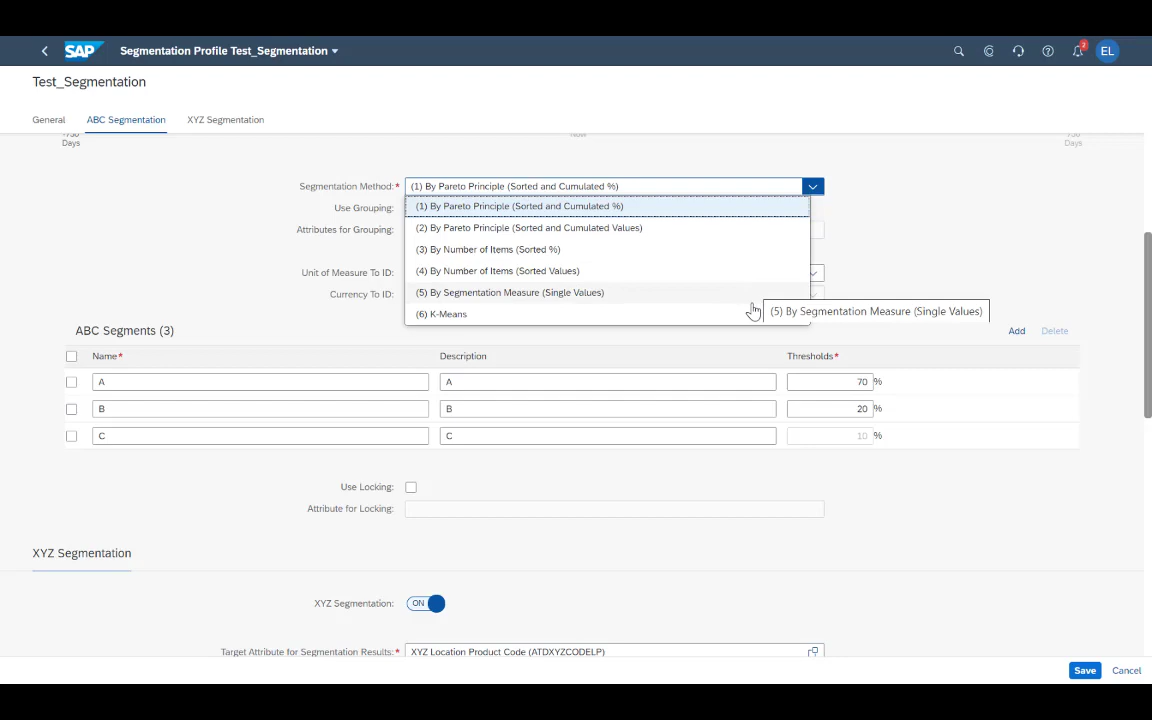 SAP Segmentation Profile Test_Segmentation
2
EL
Test_Segmentation
General ABC Segmentation XYZ Segmentation
Days
Days
Segmentation Method:* (1) By Pareto Principle (Sorted and Cumulated %)
Use Grouping: (1) By Pareto Principle (Sorted and Cumulated %)
Attributes for Grouping: (2) By Pareto Principle (Sorted and Cumulated Values)
(3) By Number of Items (Sorted %)
Unit of Measure To ID: (4) By Number of Items (Sorted Values)
Currency To ID: (5) By Segmentation Measure (Single Values)
(6) K-Means (5) By Segmentation Measure (Single Values)
ABC Segments (3) Add Delete
Name* Description Thresholds*
A A 70 %
B B 20 %
C C 10 %
Use Locking:
Attribute for Locking:
XYZ Segmentation
XYZ Segmentation: ON
Target Attribute for Segmentation Results:* XYZ Location Product Code (ATDXYZCODELP)
Save Cancel